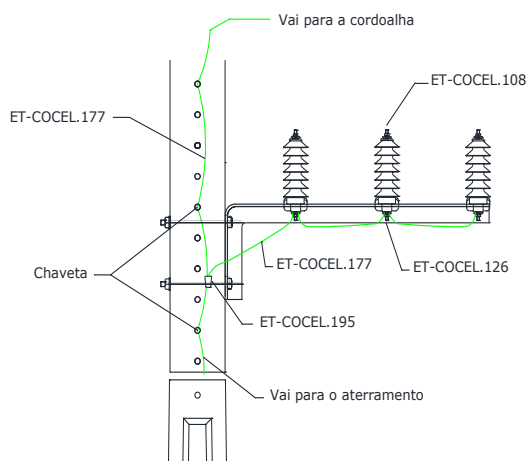 Vai para a cordoalha
ET-COCEL.108
ET-COCEL.177
Chaveta
ET-COCEL.177
ET-COCEL.126
ET-COCEL.195
Vai para o aterramento